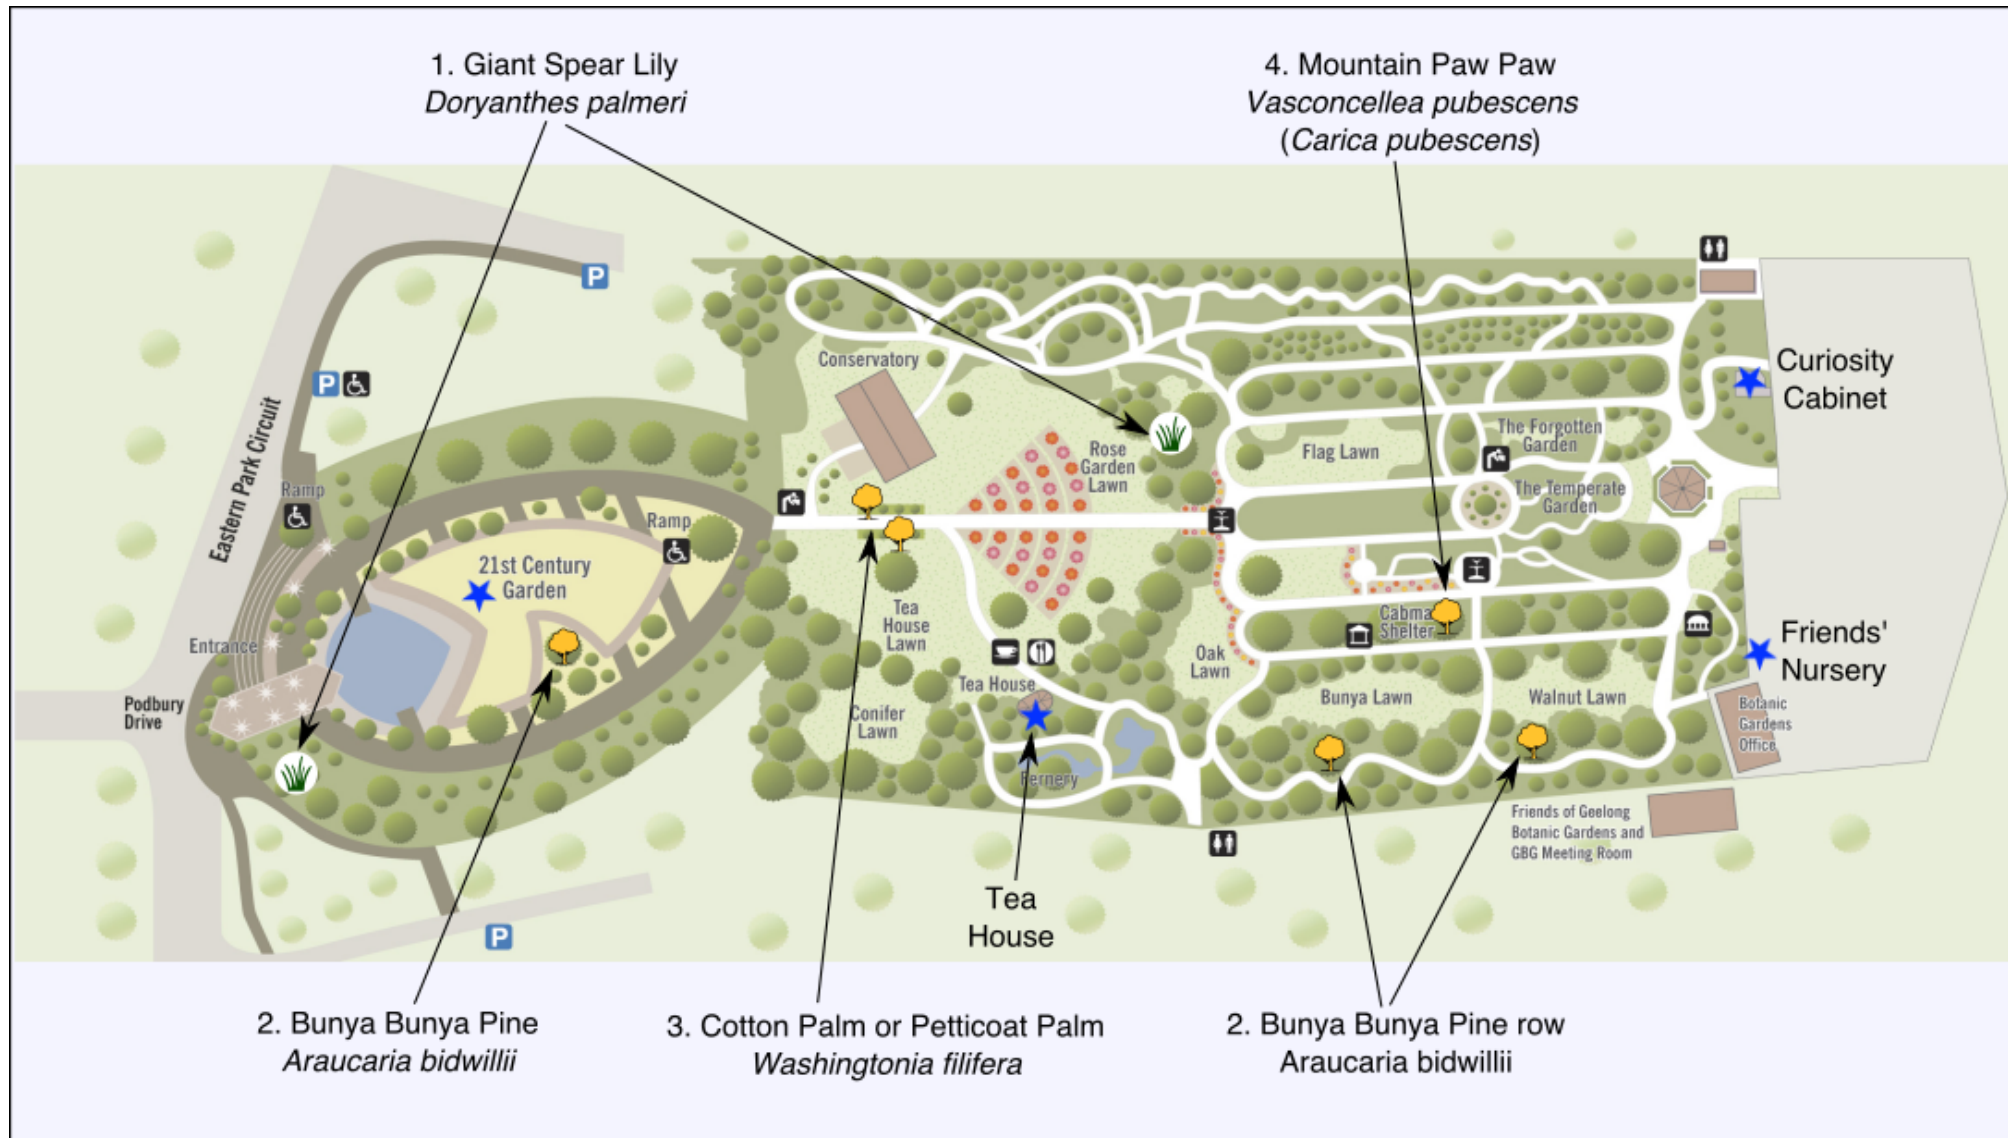 1. Giant Spear Lily
Doryanthes palmeri
4. Mountain Paw Paw
Vasconcellea pubescens
(Carica pubescens)
P
Conservatory
P
Curiosity
Cabinet
Eastern Park Circuit
Rose
Garden
Lawn
Flag Lawn
The Forgotten
Garden
Ramp
The Temperate
Garden
Ramp
21st Century
Garden
Tea
House
Lawn
Cabma
Shelter
Entrance
Oak
Lawn
Friends'
Nursery
Tea House
Bunya Lawn
Walnut Lawn
Podbury
Drive
Conifer
Lawn
Botanic
Gardens
Office
Fernery
Friends of Geelong
Botanic Gardens and
GBG Meeting Room
Tea
House
P
2. Bunya Bunya Pine
Araucaria bidwillii
3. Cotton Palm or Petticoat Palm
Washingtonia filifera
2. Bunya Bunya Pine row
Araucaria bidwillii